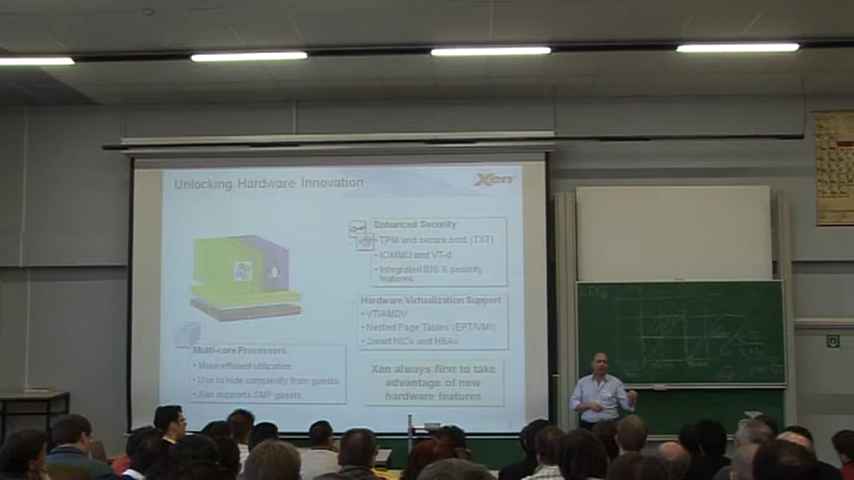 Unlocking Hardware Innovation
Xen
Enhanced Security
• TPM and secure boot (TXT)
• IOMMU and VT-d
• Integrated IDS & security
features
Hardware Virtualization Support
• VT/AMDV
• Nested Page Tables (EPT/VMI)
• Smart NICs and HBAs
Multi-core Processors
• More efficient utilization
• Use to hide complexity from guests
• Xen supports SMP guests
Xen always first to take
advantage of new
hardware features